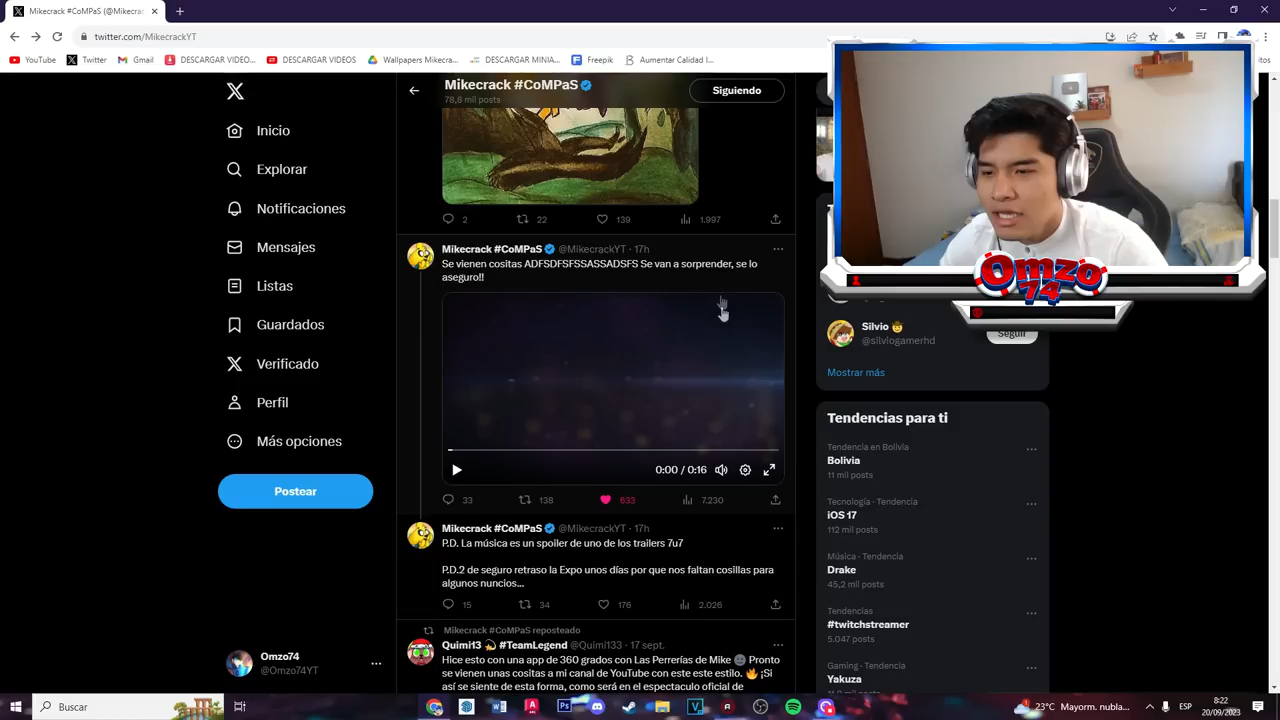 Mikecrack #CoMPaS (@Mikecra
twitter.com/MikecrackYT
YouTube
Twitter
Gmail
DESCARGAR VIDEO...
DESCARGAR VIDEOS
Wallpapers Mikecra...
DESCARGAR MINIA...
Freepik
Aumentar Calidad I...
itos
Inicio
Explorar
Notificaciones
Mensajes
Listas
Guardados
Verificado
Perfil
Más opciones
Postear
Omzo74
@Omzo74YT
Mikecrack #CoMPaS
78,8 mil posts
Siguiendo
2 22 139 1.997
Mikecrack #CoMPaS @MikecrackYT · 17h
Se vienen cositas ADFSDFSFSSASSADSFS Se van a sorprender, se lo
aseguro!!
0:00 / 0:16
33 138 633 7.230
Mikecrack #CoMPaS @MikecrackYT · 17h
P.D. La música es un spoiler de uno de los trailers 7u7
P.D.2 de seguro retraso la Expo unos días por que nos faltan cosillas para
algunos nuncios...
15 34 176 2.026
Mikecrack #CoMPaS reposteado
Quimi13 #TeamLegend @Quimi133 · 17 sept.
Hice esto con una app de 360 grados con Las Perrerías de Mike Pronto
se vienen unas cositas a mi canal de YouTube con este este estilo. ¡Si
así se siente de esta forma, como será en el espectaculo oficial de
Omzo
74
Silvio
@silviogamerhd
Seguir
Mostrar más
Tendencias para ti
Tendencia en Bolivia
Bolivia
11 mil posts
Tecnología · Tendencia
iOS 17
112 mil posts
Música · Tendencia
Drake
45,2 mil posts
Tendencias
#twitchstreamer
5.047 posts
Gaming · Tendencia
Yakuza
Buscar
23°C Mayorm. nubla...
ESP
8:22
20/09/2023